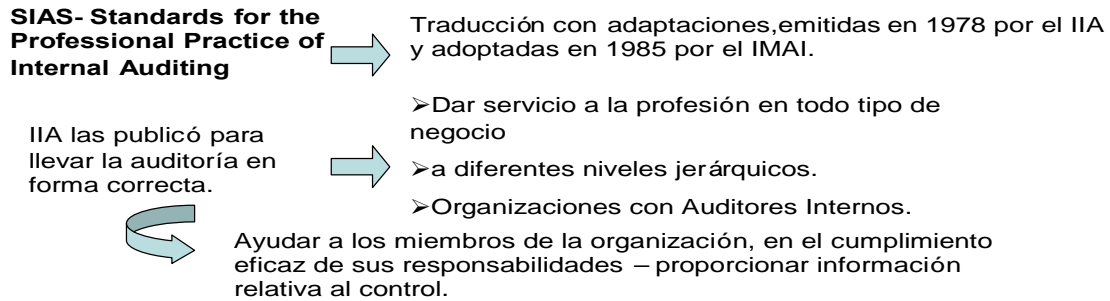 SIAS- Standards for the
Professional Practice of
Internal Auditing
Traducción con adaptaciones,emitidas en 1978 por el IIA
y adoptadas en 1985 por el IMAI.
IIA las publicó para
llevar la auditoría en
forma correcta.
➢Dar servicio a la profesión en todo tipo de
negocio
➢a diferentes niveles jerárquicos.
➢Organizaciones con Auditores Internos.
Ayudar a los miembros de la organización, en el cumplimiento
eficaz de sus responsabilidades – proporcionar información
relativa al control.